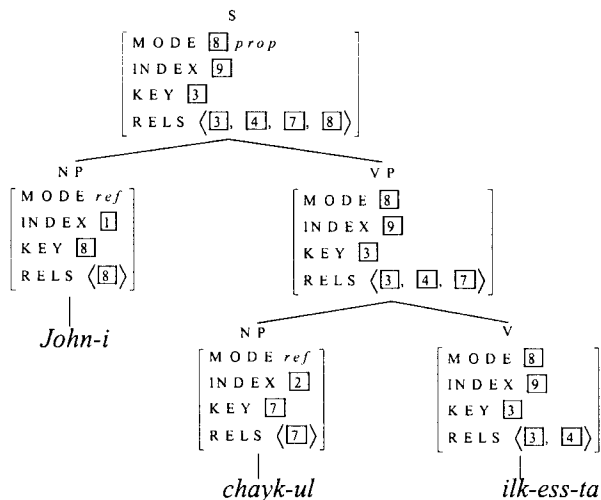 S
MODE [8] prop
INDEX [9]
KEY [3]
RELS ⟨[3], [4], [7], [8]⟩
NP VP
MODE ref MODE [8]
INDEX [1] INDEX [9]
KEY [8] KEY [3]
RELS ⟨[8]⟩ RELS ⟨[3], [4], [7]⟩
John-i
NP V
MODE ref MODE [8]
INDEX [2] INDEX [9]
KEY [7] KEY [3]
RELS ⟨[7]⟩ RELS ⟨[3], [4]⟩
chayk-ul ilk-ess-ta